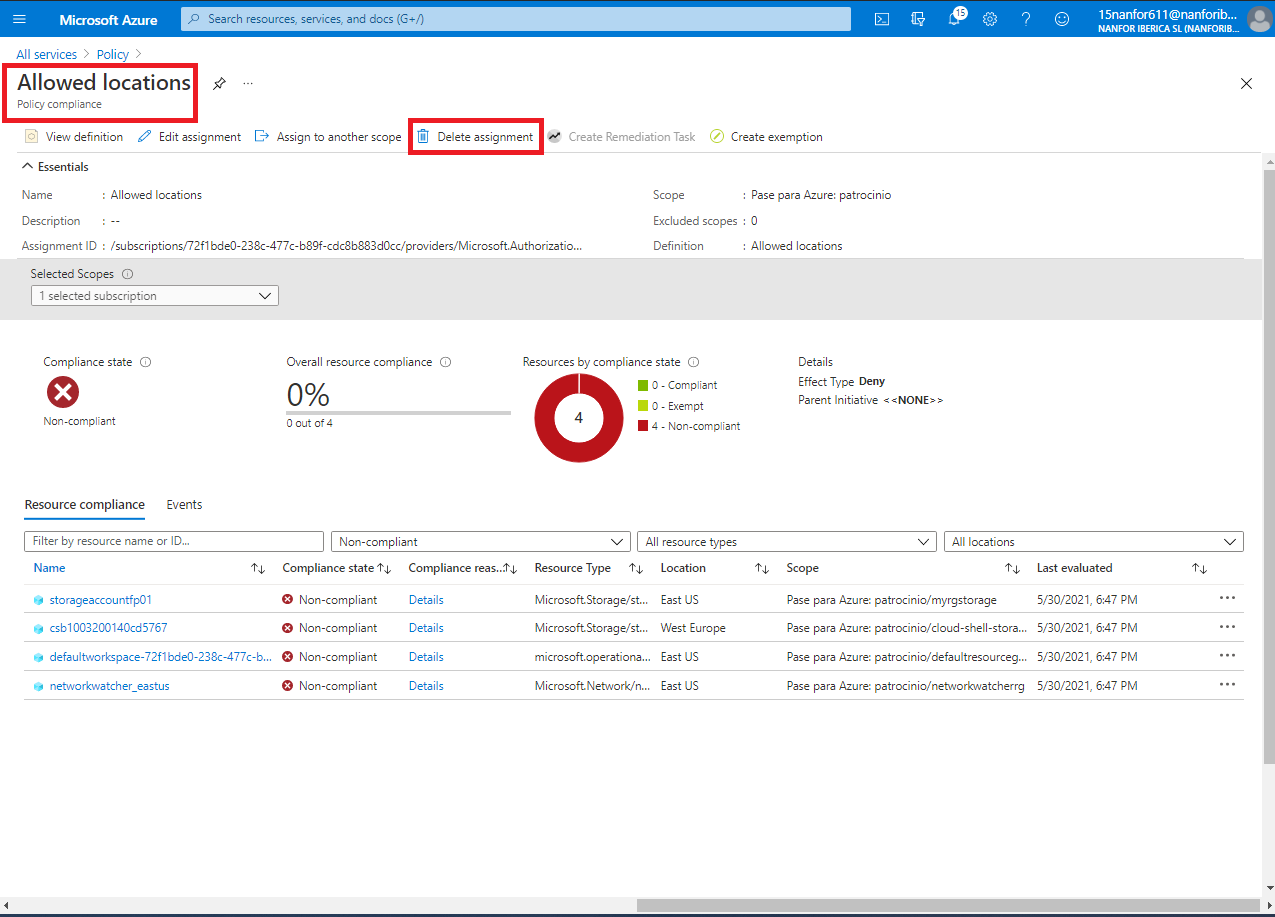 Microsoft Azure
Search resources, services, and docs (G+/)
15
15nanfor611@nanforib...
NANFOR IBERICA SL (NANFORIB...
All services > Policy >
Allowed locations
...
Policy compliance
View definition Edit assignment Assign to another scope Delete assignment Create Remediation Task Create exemption
Essentials
Name : Allowed locations Scope : Pase para Azure: patrocinio
Description : -- Excluded scopes : 0
Assignment ID : /subscriptions/72f1bde0-238c-477c-b89f-cdc8b883d0cc/providers/Microsoft.Authorizatio... Definition : Allowed locations
Selected Scopes
1 selected subscription
Compliance state Overall resource compliance Resources by compliance state Details
Non-compliant
0%
0 out of 4
4
0 - Compliant
0 - Exempt
4 - Non-compliant
Effect Type Deny
Parent Initiative <<NONE>>
Resource compliance Events
Filter by resource name or ID... Non-compliant All resource types All locations
Name Compliance state Compliance reas... Resource Type Location Scope Last evaluated
storageaccountfp01 Non-compliant Details Microsoft.Storage/st... East US Pase para Azure: patrocinio/myrgstorage 5/30/2021, 6:47 PM ...
csb1003200140cd5767 Non-compliant Details Microsoft.Storage/st... West Europe Pase para Azure: patrocinio/cloud-shell-stora... 5/30/2021, 6:47 PM ...
defaultworkspace-72f1bde0-238c-477c-b... Non-compliant Details microsoft.operationa... East US Pase para Azure: patrocinio/defaultresourceg... 5/30/2021, 6:47 PM ...
networkwatcher_eastus Non-compliant Details Microsoft.Network/n... East US Pase para Azure: patrocinio/networkwatcherrg 5/30/2021, 6:47 PM ...